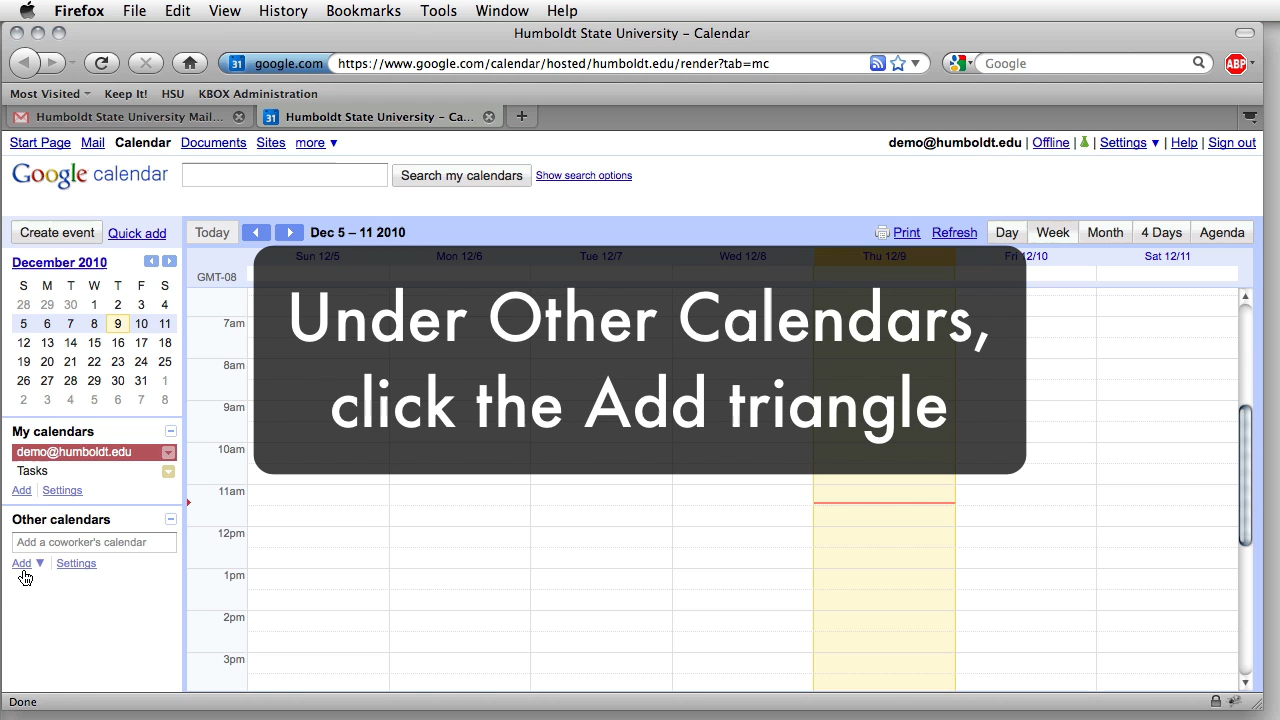 Firefox File Edit View History Bookmarks Tools Window Help
Humboldt State University – Calendar
31 google.com https://www.google.com/calendar/hosted/humboldt.edu/render?tab=mc Google ABP
Most Visited Keep It! HSU KBOX Administration
Humboldt State University Mail... 31 Humboldt State University – Ca... +
Start Page Mail Calendar Documents Sites more ▼ demo@humboldt.edu | Offline | Settings ▼ | Help | Sign out
Google calendar Search my calendars Show search options
Create event Quick add Today Dec 5 – 11 2010 Print Refresh Day Week Month 4 Days Agenda
December 2010
S M T W T F S
28 29 30 1 2 3 4
5 6 7 8 9 10 11
12 13 14 15 16 17 18
19 20 21 22 23 24 25
26 27 28 29 30 31 1
2 3 4 5 6 7 8
My calendars
demo@humboldt.edu
Tasks
Add Settings
Other calendars
Add a coworker's calendar
Add ▼ Settings
Sun 12/5 Mon 12/6 Tue 12/7 Wed 12/8 Thu 12/9 Fri 12/10 Sat 12/11
GMT-08
7am
8am
9am
10am
11am
12pm
1pm
2pm
3pm
Under Other Calendars,
click the Add triangle
Done